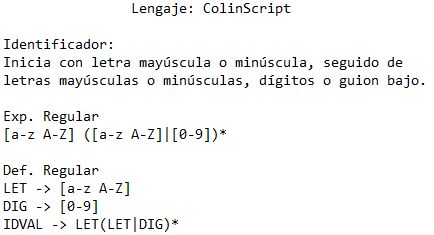 Lengaje: ColinScript
Identificador:
Inicia con letra mayúscula o minúscula, seguido de
letras mayúsculas o minúsculas, dígitos o guion bajo.
Exp. Regular
[a-z A-Z] ([a-z A-Z]|[0-9])*
Def. Regular
LET -> [a-z A-Z]
DIG -> [0-9]
IDVAL -> LET(LET|DIG)*